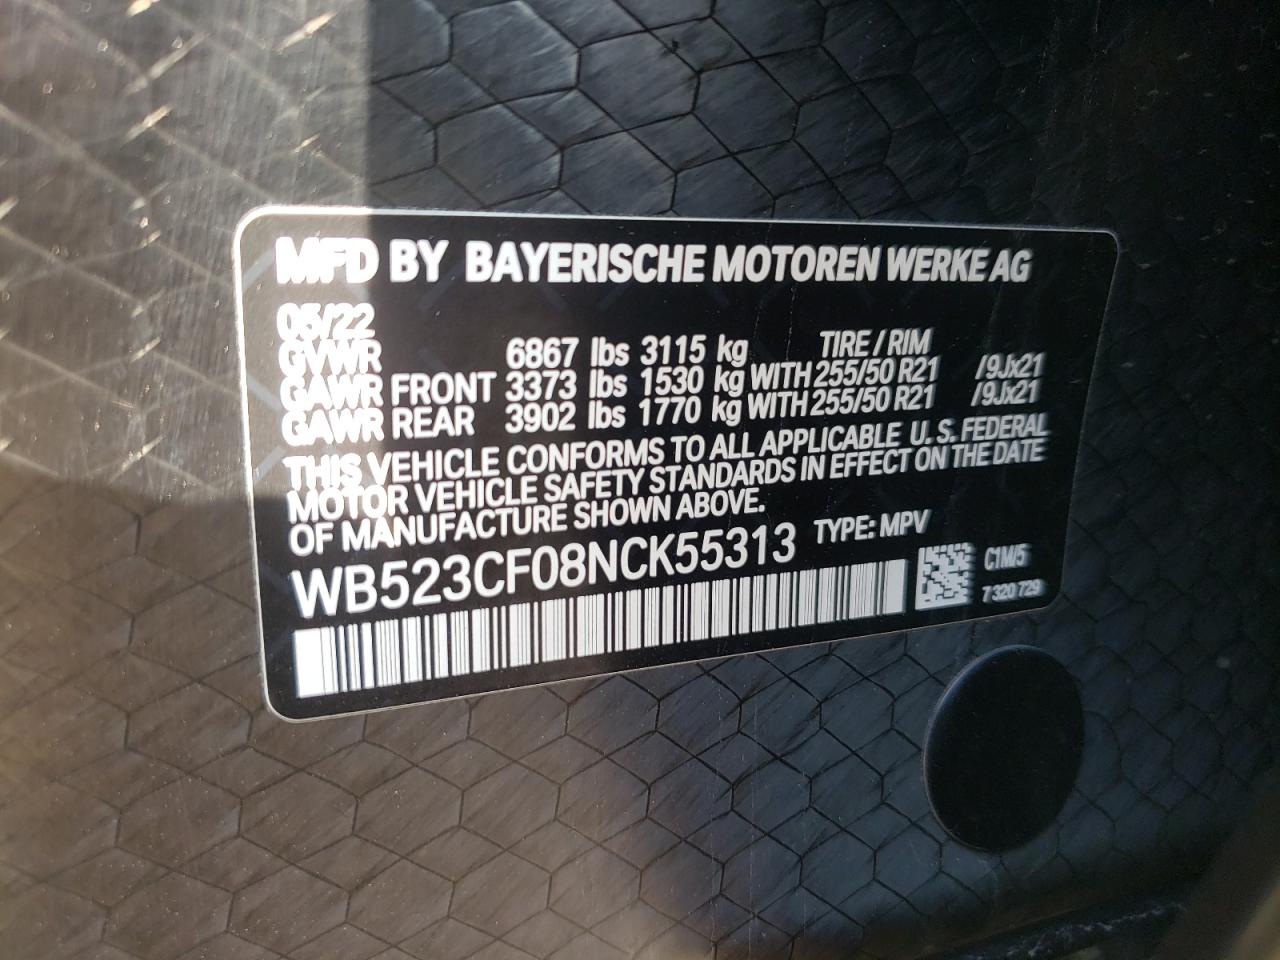 MFD BY BAYERISCHE MOTOREN WERKE AG
05/22
TIRE / RIM
GVWR 6867 lbs 3115 kg
GAWR FRONT 3373 lbs 1530 kg WITH 255/50 R21 /9Jx21
GAWR REAR 3902 lbs 1770 kg WITH 255/50 R21 /9Jx21
THIS VEHICLE CONFORMS TO ALL APPLICABLE U.S. FEDERAL
MOTOR VEHICLE SAFETY STANDARDS IN EFFECT ON THE DATE
OF MANUFACTURE SHOWN ABOVE.
WB523CF08NCK55313 TYPE: MPV
C1M/5
7 320 729